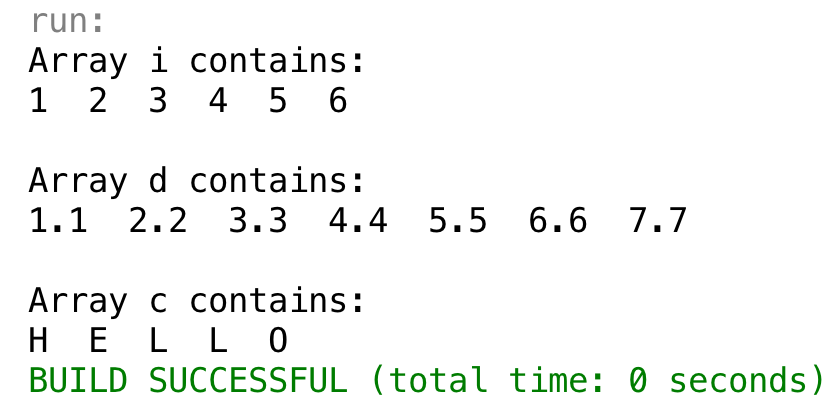 run:
Array i contains:
1  2  3  4  5  6
Array d contains:
1.1  2.2  3.3  4.4  5.5  6.6  7.7
Array c contains:
H  E  L  L  O
BUILD SUCCESSFUL (total time: 0 seconds)